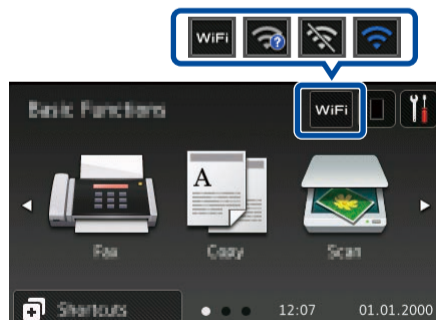 WiFi
Basic Functions
WiFi
A
Fax
Copy
Scan
Shortcuts
12:07
01.01.2000